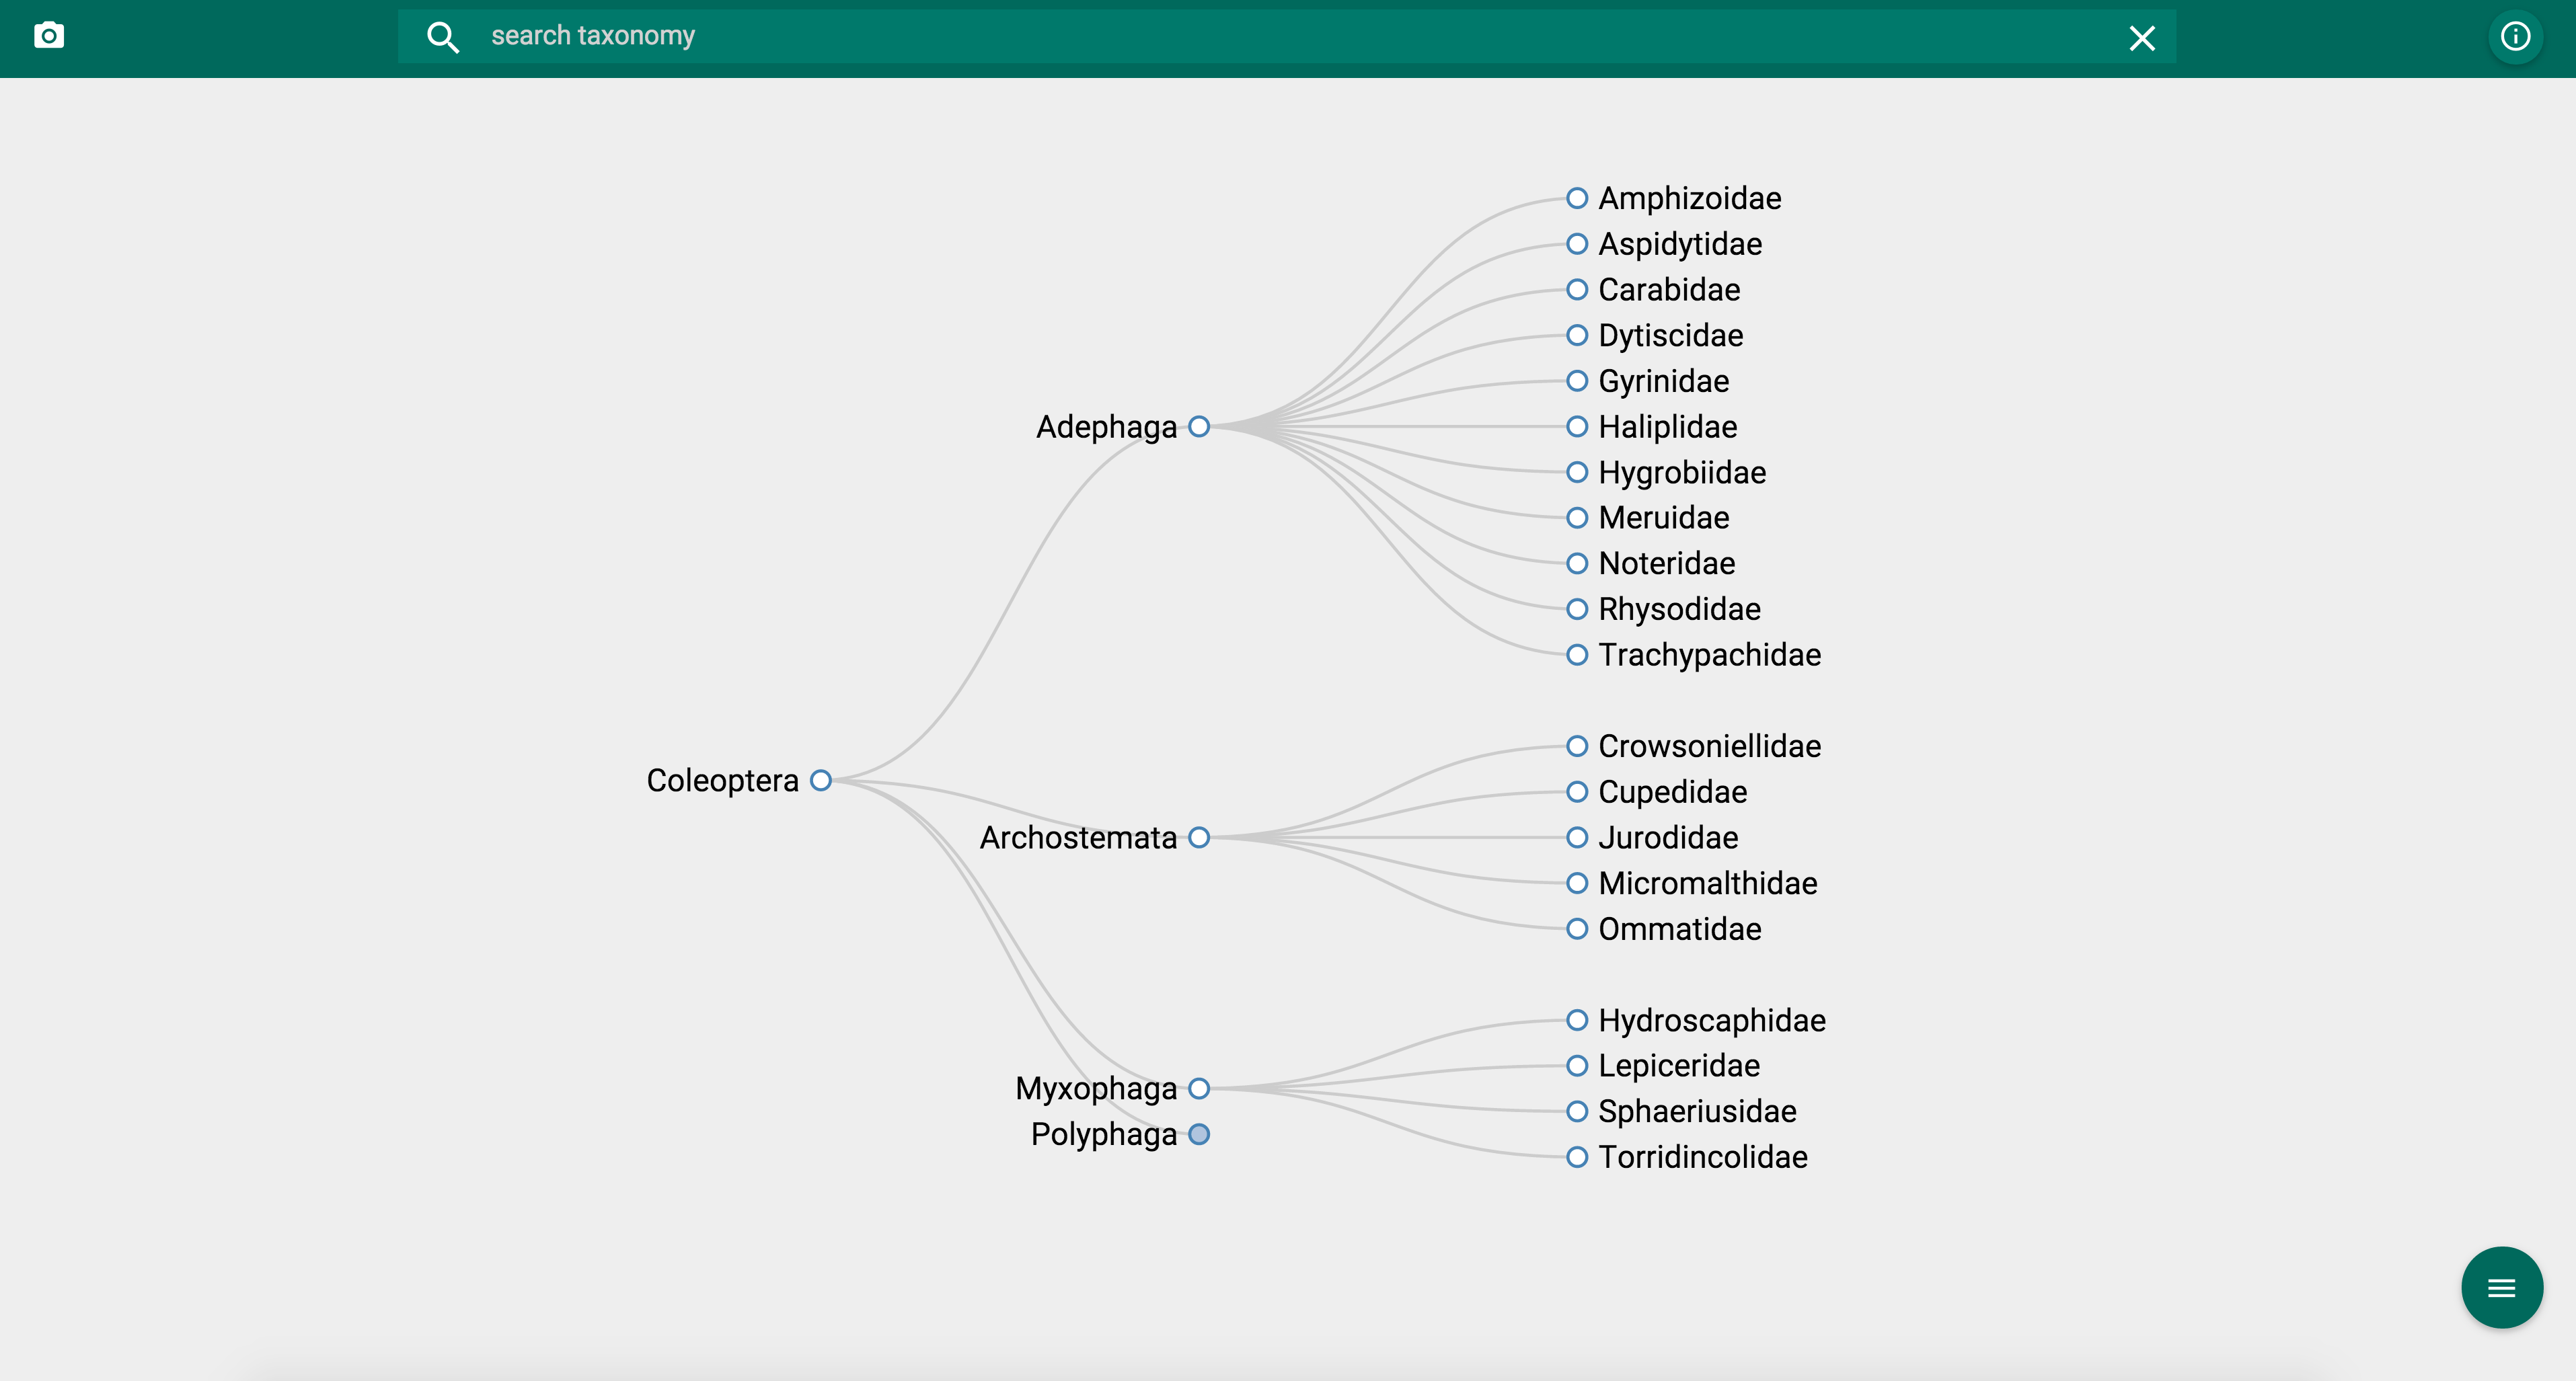 search taxonomy
Amphizoidae
Aspidytidae
Carabidae
Dytiscidae
Gyrinidae
Adephaga
Haliplidae
Hygrobiidae
Meruidae
Noteridae
Rhysodidae
Trachypachidae
Crowsoniellidae
Coleoptera
Cupedidae
Archostemata
Jurodidae
Micromalthidae
Ommatidae
Hydroscaphidae
Lepiceridae
Myxophaga
Sphaeriusidae
Polyphaga
Torridincolidae